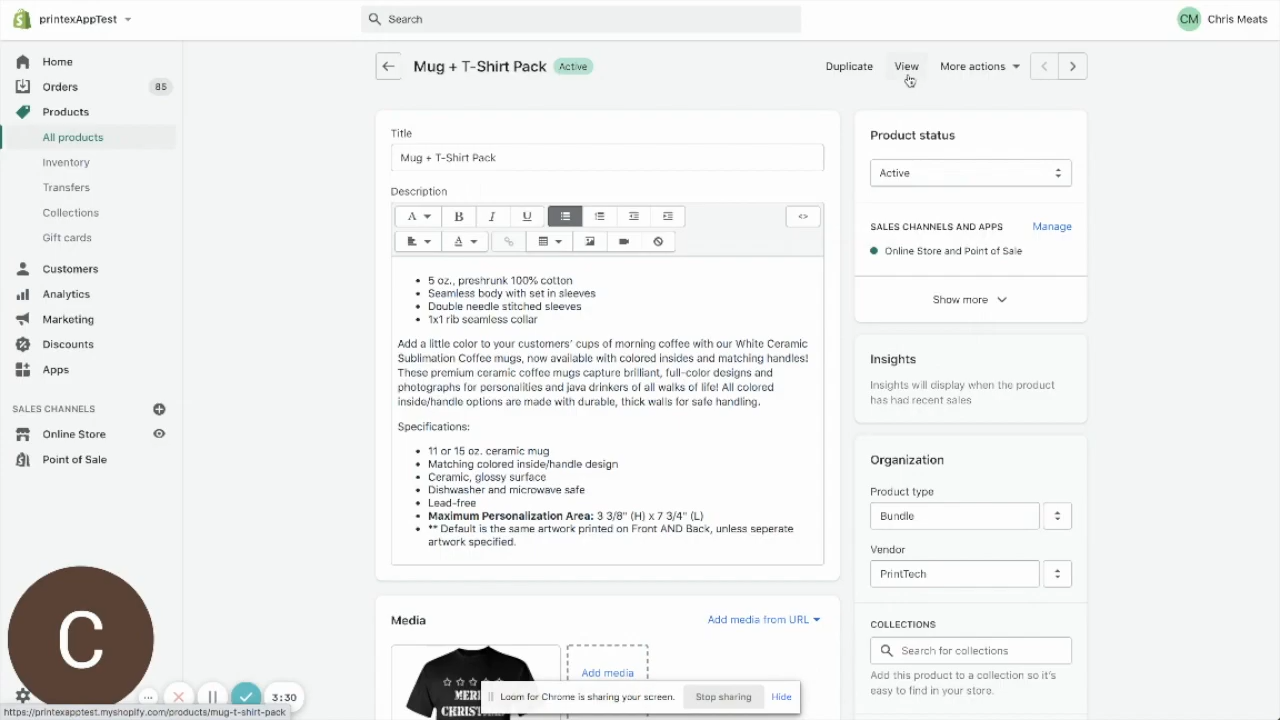 printexAppTest
Search
CM
Chris Meats
Home
Orders
85
Products
All products
Inventory
Transfers
Collections
Gift cards
Customers
Analytics
Marketing
Discounts
Apps
SALES CHANNELS
Online Store
Point of Sale
Mug + T-Shirt Pack
Active
Duplicate
View
More actions
Title
Mug + T-Shirt Pack
Description
A
B
I
U
<>
A
5 oz., preshrunk 100% cotton
Seamless body with set in sleeves
Double needle stitched sleeves
1x1 rib seamless collar
Add a little color to your customers' cups of morning coffee with our White Ceramic
Sublimation Coffee mugs, now available with colored insides and matching handles!
These premium ceramic coffee mugs capture brilliant, full-color designs and
photographs for personalities and java drinkers of all walks of life! All colored
inside/handle options are made with durable, thick walls for safe handling.
Specifications:
11 or 15 oz. ceramic mug
Matching colored inside/handle design
Ceramic, glossy surface
Dishwasher and microwave safe
Lead-free
Maximum Personalization Area: 3 3/8" (H) x 7 3/4" (L)
** Default is the same artwork printed on Front AND Back, unless seperate
artwork specified.
Media
Add media from URL
Add media
Product status
Active
SALES CHANNELS AND APPS
Manage
Online Store and Point of Sale
Show more
Insights
Insights will display when the product
has had recent sales
Organization
Product type
Bundle
Vendor
PrintTech
COLLECTIONS
Search for collections
Add this product to a collection so it's
easy to find in your store.
C
3:30
Loom for Chrome is sharing your screen.
Stop sharing
Hide
https://printexapptest.myshopify.com/products/mug-t-shirt-pack